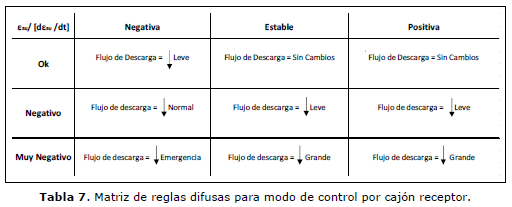 εₙᵤ/ [dεₙᵤ /dt] Negativa Estable Positiva
Ok Flujo de Descarga = ↓ Leve Flujo de Descarga = Sin Cambios Flujo de Descarga = Sin Cambios
Negativo Flujo de descarga = ↓ Normal Flujo de descarga = ↓ Leve Flujo de descarga = ↓ Leve
Muy Negativo Flujo de descarga = ↓ Emergencia Flujo de descarga = ↓ Grande Flujo de descarga = ↓ Grande
Tabla 7. Matriz de reglas difusas para modo de control por cajón receptor.